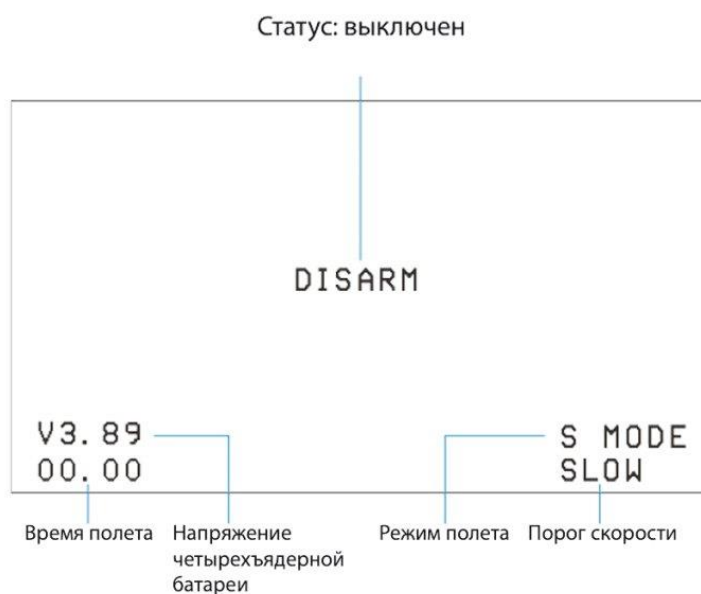 Статус: выключен
DISARM
V3.89
S MODE
00.00
SLOW
Время полета
Напряжение
четырехъядерной
батареи
Режим полета
Порог скорости